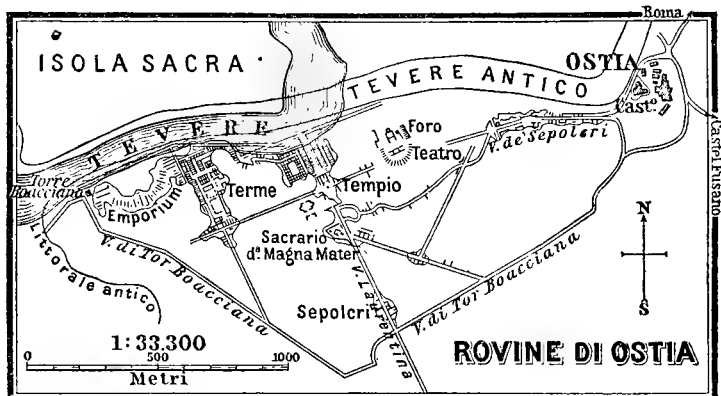 Roma
ISOLA SACRA
OSTIA
TEVERE ANTICO
Cast.º
TEVERE
Foro
V. de' Sepolcri
Castel Fusano
Teatro
Torre
Boacciana
Emporium
Terme
Tempio
Littorale antico
V. di Tor Boacciana
Sacrario
d.ª Magna Mater
V. Laurentina
N
S
Sepolcri
V. di Tor Boacciana
1:33.300
0 500 1000
Metri
ROVINE DI OSTIA